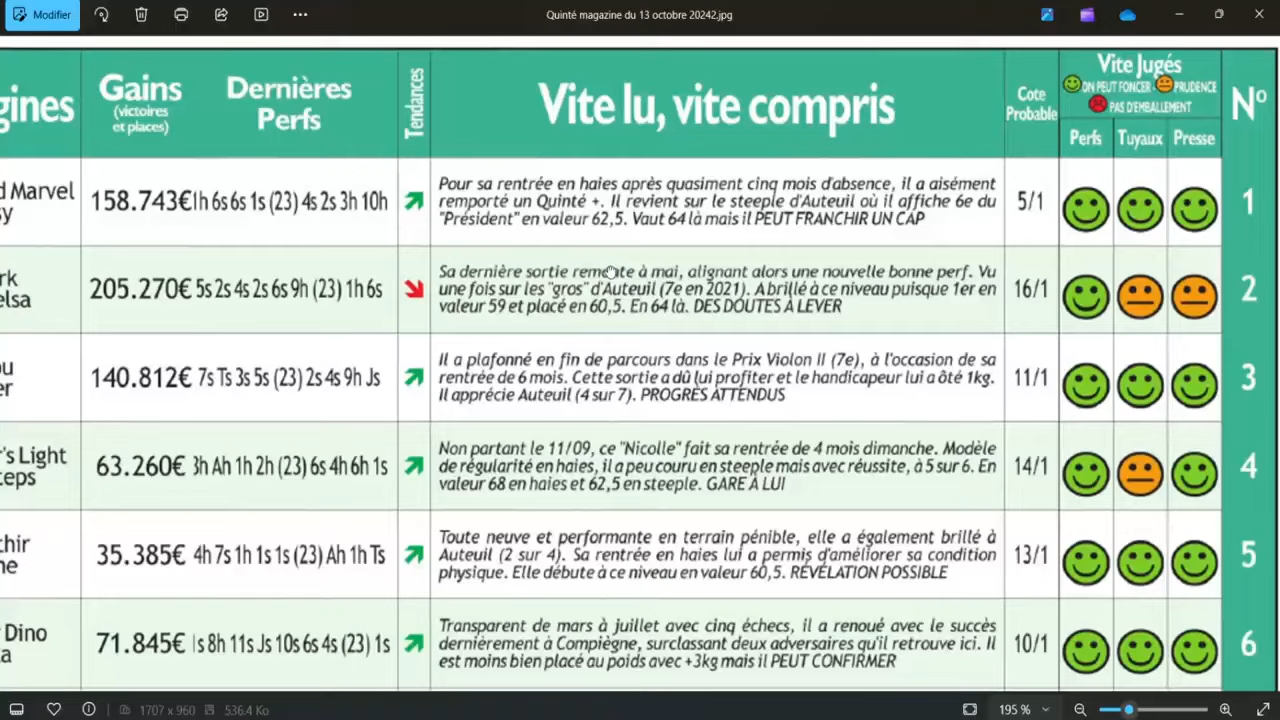 Modifier
Quinté magazine du 13 octobre 20242.jpg
gines
Gains
(victoires
et places)
Dernières
Perfs
Tendances
Vite lu, vite compris
Cote
Probable
Vite Jugés
ON PEUT FONCER - PRUDENCE
PAS D'EMBALLEMENT
Perfs Tuyaux Presse
N°
d Marvel
sy
158.743€ 1h 6s 6s 1s (23) 4s 2s 3h 10h
Pour sa rentrée en haies après quasiment cinq mois d'absence, il a aisément
remporté un Quinté +. Il revient sur le steeple d'Auteuil où il affiche 6e du
"Président" en valeur 62,5. Vaut 64 là mais il PEUT FRANCHIR UN CAP
5/1
1
rk
elsa
205.270€ 5s 2s 4s 2s 6s 9h (23) 1h 6s
Sa dernière sortie remonte à mai, alignant alors une nouvelle bonne perf. Vu
une fois sur les "gros" d'Auteuil (7e en 2021). A brillé à ce niveau puisque 1er en
valeur 59 et placé en 60,5. En 64 là. DES DOUTES À LEVER
16/1
2
ou
er
140.812€ 7s Ts 3s 5s (23) 2s 4s 9h Js
Il a plafonné en fin de parcours dans le Prix Violon II (7e), à l'occasion de sa
rentrée de 6 mois. Cette sortie a dû lui profiter et le handicapeur lui a ôté 1kg.
Il apprécie Auteuil (4 sur 7). PROGRÈS ATTENDUS
11/1
3
r's Light
teps
63.260€ 3h Ah 1h 2h (23) 6s 4h 6h 1s
Non partant le 11/09, ce "Nicolle" fait sa rentrée de 4 mois dimanche. Modèle
de régularité en haies, il a peu couru en steeple mais avec réussite, à 5 sur 6. En
valeur 68 en haies et 62,5 en steeple. GARE À LUI
14/1
4
chir
ne
35.385€ 4h 7s 1h 1s 1s (23) Ah 1h Ts
Toute neuve et performante en terrain pénible, elle a également brillé à
Auteuil (2 sur 4). Sa rentrée en haies lui a permis d'améliorer sa condition
physique. Elle débute à ce niveau en valeur 60,5. RÉVÉLATION POSSIBLE
13/1
5
Dino
a
71.845€ 1s 8h 11s Js 10s 6s 4s (23) 1s
Transparent de mars à juillet avec cinq échecs, il a renoué avec le succès
dernièrement à Compiègne, surclassant deux adversaires qu'il retrouve ici. Il
est moins bien placé au poids avec +3kg mais il PEUT CONFIRMER
10/1
6
1707 x 960
536.4 Ko
195 %